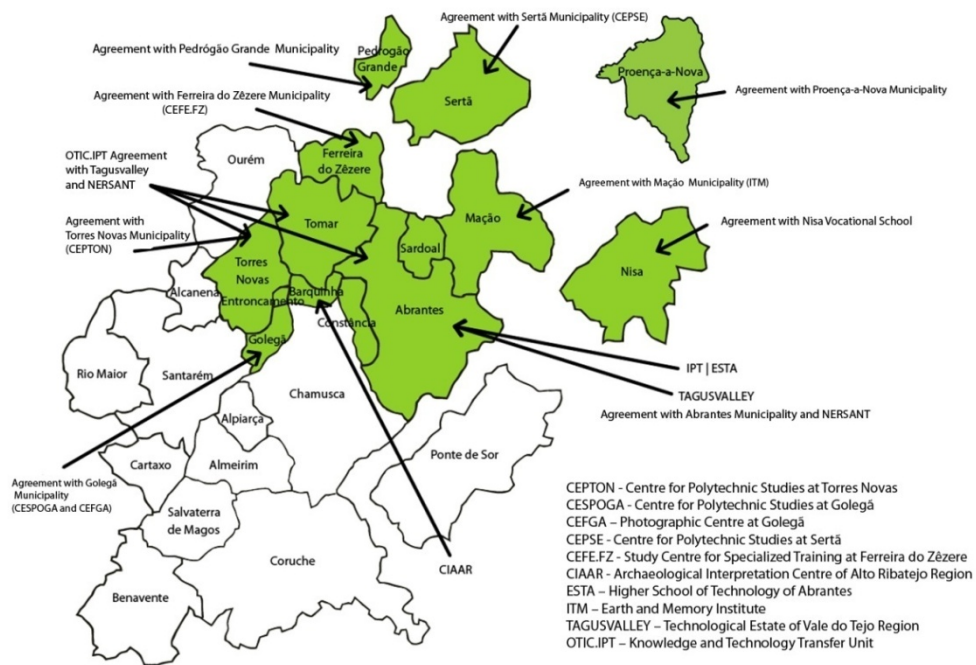 Agreement with Sertã Municipality (CEPSE)
Agreement with Pedrógão Grande Municipality
Pedrogão
Grande
Proença-a-Nova
Sertã
Agreement with Proença-a-Nova Municipality
Agreement with Ferreira do Zêzere Municipality
(CEFE.FZ)
OTIC.IPT Agreement
with Tagusvalley
and NERSANT
Ourém
Ferreira
do Zêzere
Agreement with Mação Municipality (ITM)
Mação
Agreement with
Torres Novas Municipality
(CEPTON)
Tomar
Sardoal
Agreement with Nisa Vocational School
Nisa
Torres
Novas
Alcanena
Entroncamento
Barquinha
Constância
Abrantes
Golegã
Rio Maior
Santarém
Chamusca
IPT | ESTA
TAGUSVALLEY
Agreement with Abrantes Municipality and NERSANT
Alpiarça
Ponte de Sor
Cartaxo
Almeirim
Agreement with Golegã
Municipality
(CESPOGA and CEFGA)
Salvaterra
de Magos
Coruche
CIAAR
Benavente
CEPTON - Centre for Polytechnic Studies at Torres Novas
CESPOGA - Centre for Polytechnic Studies at Golegã
CEFGA – Photographic Centre at Golegã
CEPSE - Centre for Polytechnic Studies at Sertã
CEFE.FZ - Study Centre for Specialized Training at Ferreira do Zêzere
CIAAR - Archaeological Interpretation Centre of Alto Ribatejo Region
ESTA – Higher School of Technology of Abrantes
ITM – Earth and Memory Institute
TAGUSVALLEY – Technological Estate of Vale do Tejo Region
OTIC.IPT – Knowledge and Technology Transfer Unit